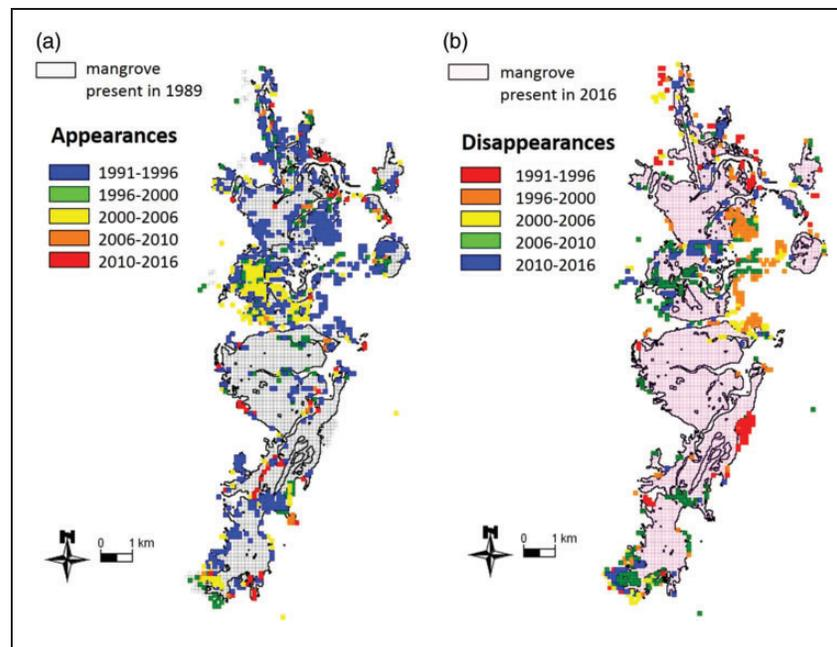 (a)
mangrove
present in 1989
Appearances
1991-1996
1996-2000
2000-2006
2006-2010
2010-2016
N
0 1 km
(b)
mangrove
present in 2016
Disappearances
1991-1996
1996-2000
2000-2006
2006-2010
2010-2016
N
0 1 km